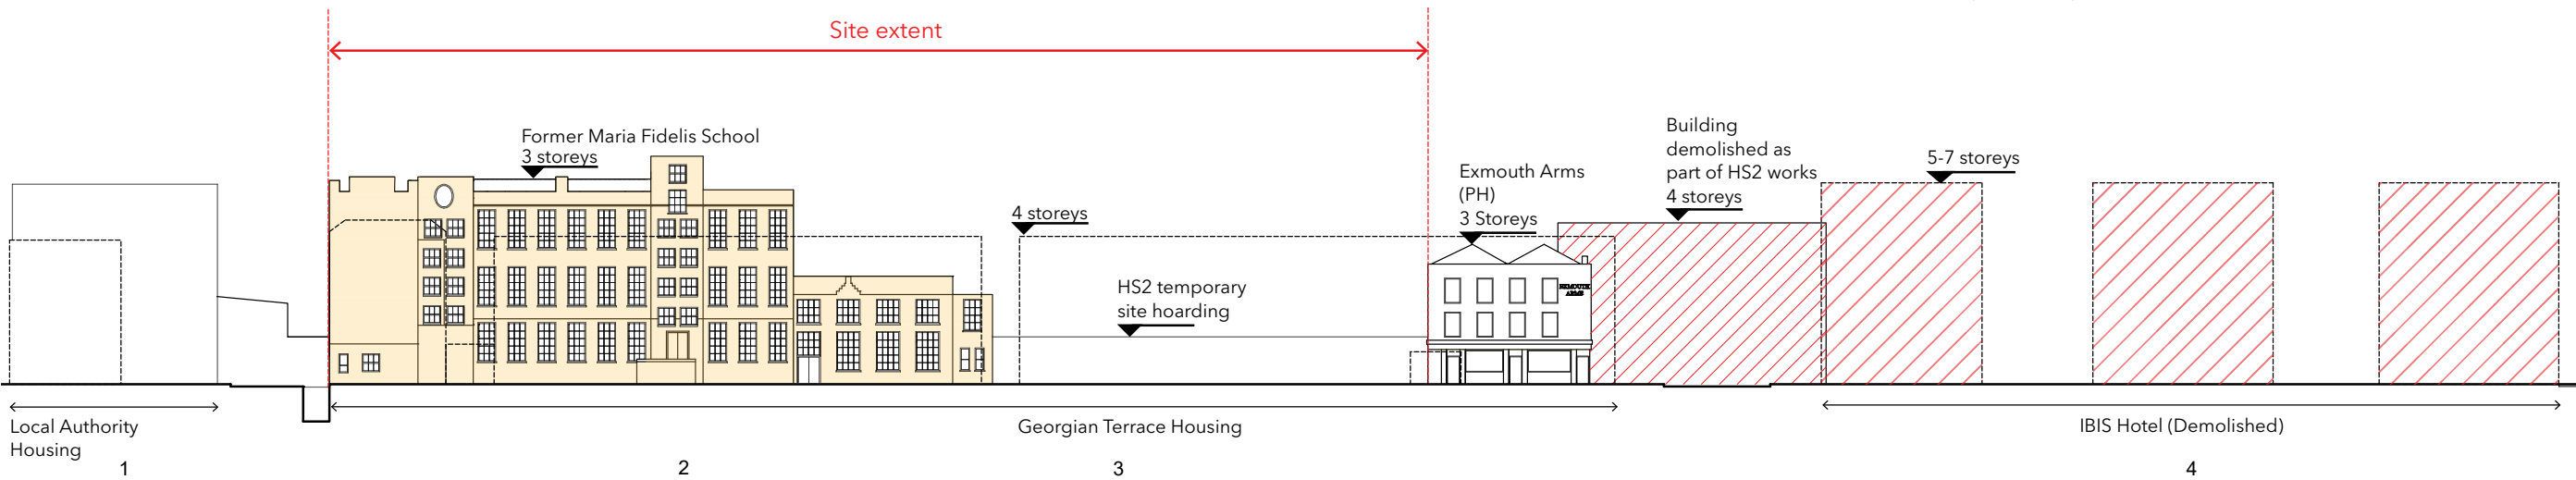 Site extent
Former Maria Fidelis School
3 storeys
4 storeys
HS2 temporary
site hoarding
Exmouth Arms
(PH)
3 Storeys
EXMOUTH
ARMS
Building
demolished as
part of HS2 works
4 storeys
5-7 storeys
Local Authority
Housing
Georgian Terrace Housing
IBIS Hotel (Demolished)
1
2
3
4